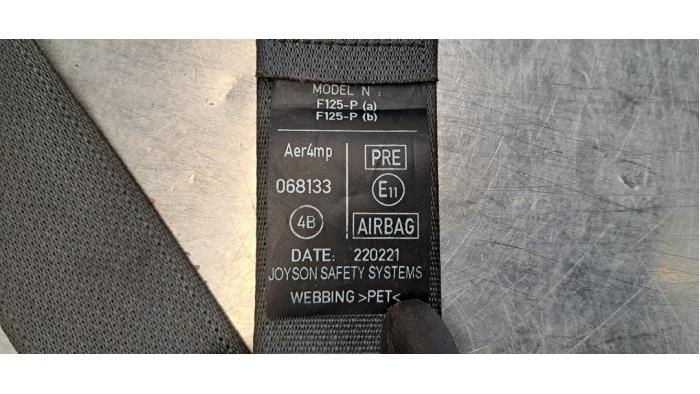 MODEL N°:
F125-P (a)
F125-P (b)
Aer4mp
PRE
068133
E11
4B
AIRBAG
DATE: 220221
JOYSON SAFETY SYSTEMS
WEBBING >PET<